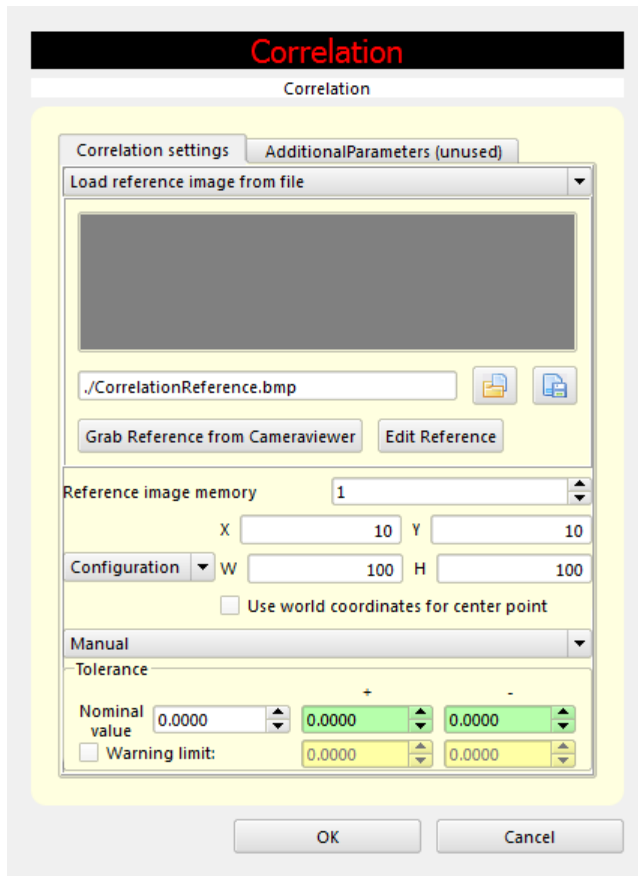 Correlation
Correlation
Correlation settings AdditionalParameters (unused)
Load reference image from file
./CorrelationReference.bmp
Grab Reference from Cameraviewer Edit Reference
Reference image memory 1
X 10 Y 10
Configuration W 100 H 100
Use world coordinates for center point
Manual
Tolerance
+ -
Nominal value 0.0000 0.0000 0.0000
Warning limit: 0.0000 0.0000
OK Cancel